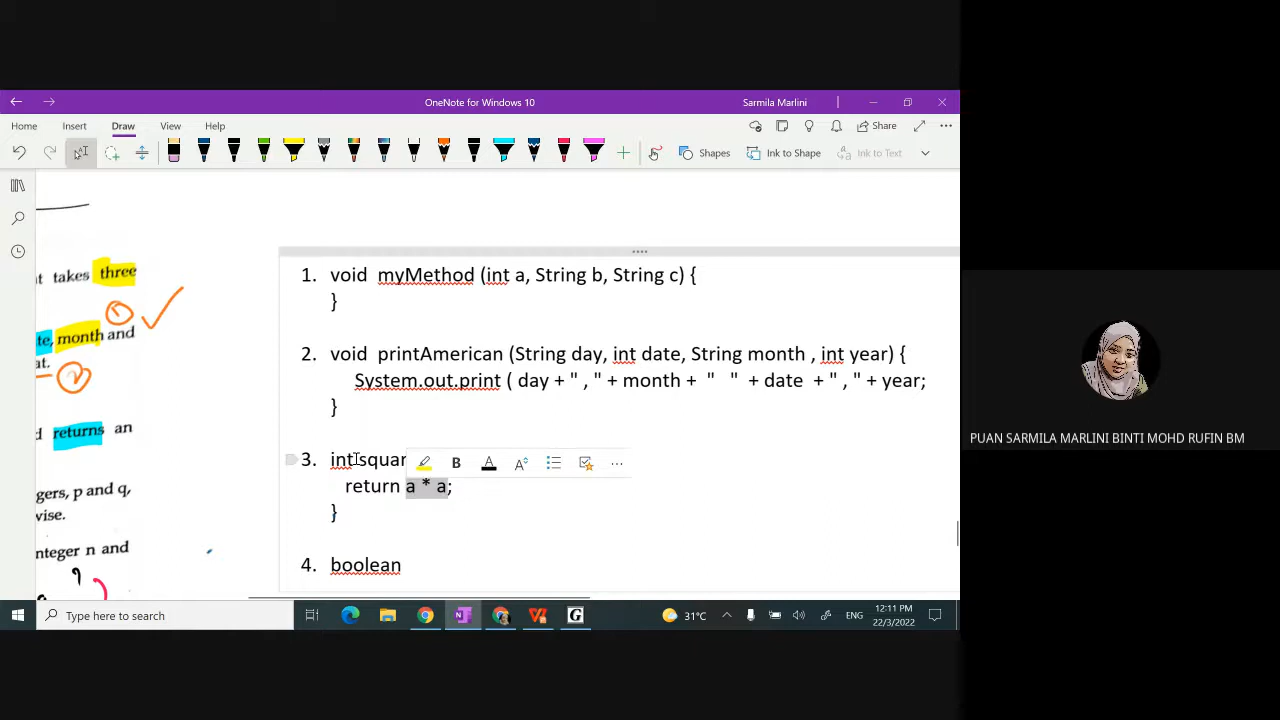 OneNote for Windows 10
Sarmila Marlini
Home Insert Draw View Help
Share
Shapes
Ink to Shape
Ink to Text
t takes three
te, month and
at.
d returns an
gers, p and q,
wise.
nteger n and
1. void myMethod (int a, String b, String c) {
}
2. void printAmerican (String day, int date, String month , int year) {
System.out.print ( day + " , " + month + " " + date + " , " + year;
}
3. int squar
B A A ...
return a * a;
}
4. boolean
PUAN SARMILA MARLINI BINTI MOHD RUFIN BM
Type here to search
31°C
ENG
12:11 PM
22/3/2022